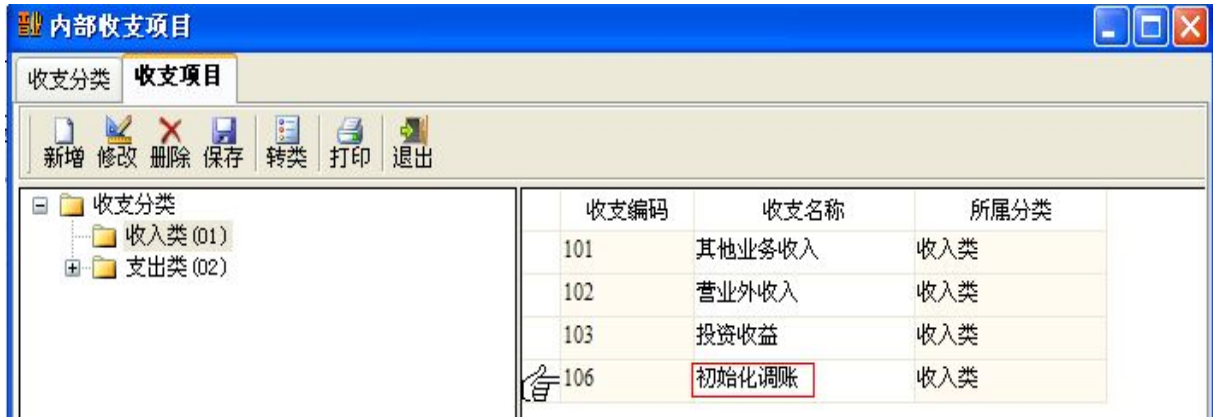 内部收支项目
收支分类 收支项目
新增 修改 删除 保存 转类 打印 退出
收支分类
收入类(01)
支出类(02)
收支编码 收支名称 所属分类
101 其他业务收入 收入类
102 营业外收入 收入类
103 投资收益 收入类
106 初始化调账 收入类